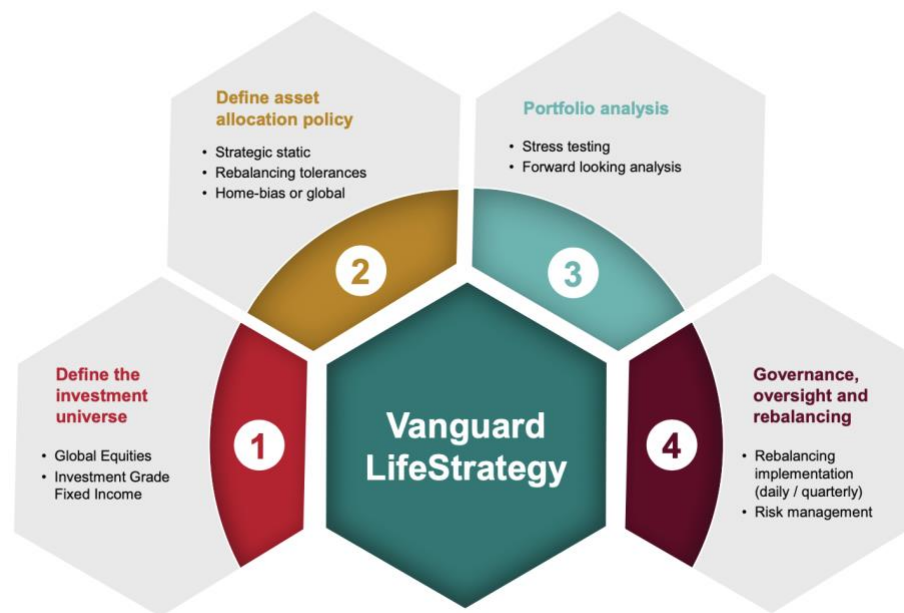 Define asset
allocation policy
• Strategic static
• Rebalancing tolerances
• Home-bias or global
2
Portfolio analysis
• Stress testing
• Forward looking analysis
3
Define the
investment
universe
• Global Equities
• Investment Grade
Fixed Income
1
Vanguard
LifeStrategy
4
Governance,
oversight and
rebalancing
• Rebalancing
implementation
(daily / quarterly)
• Risk management